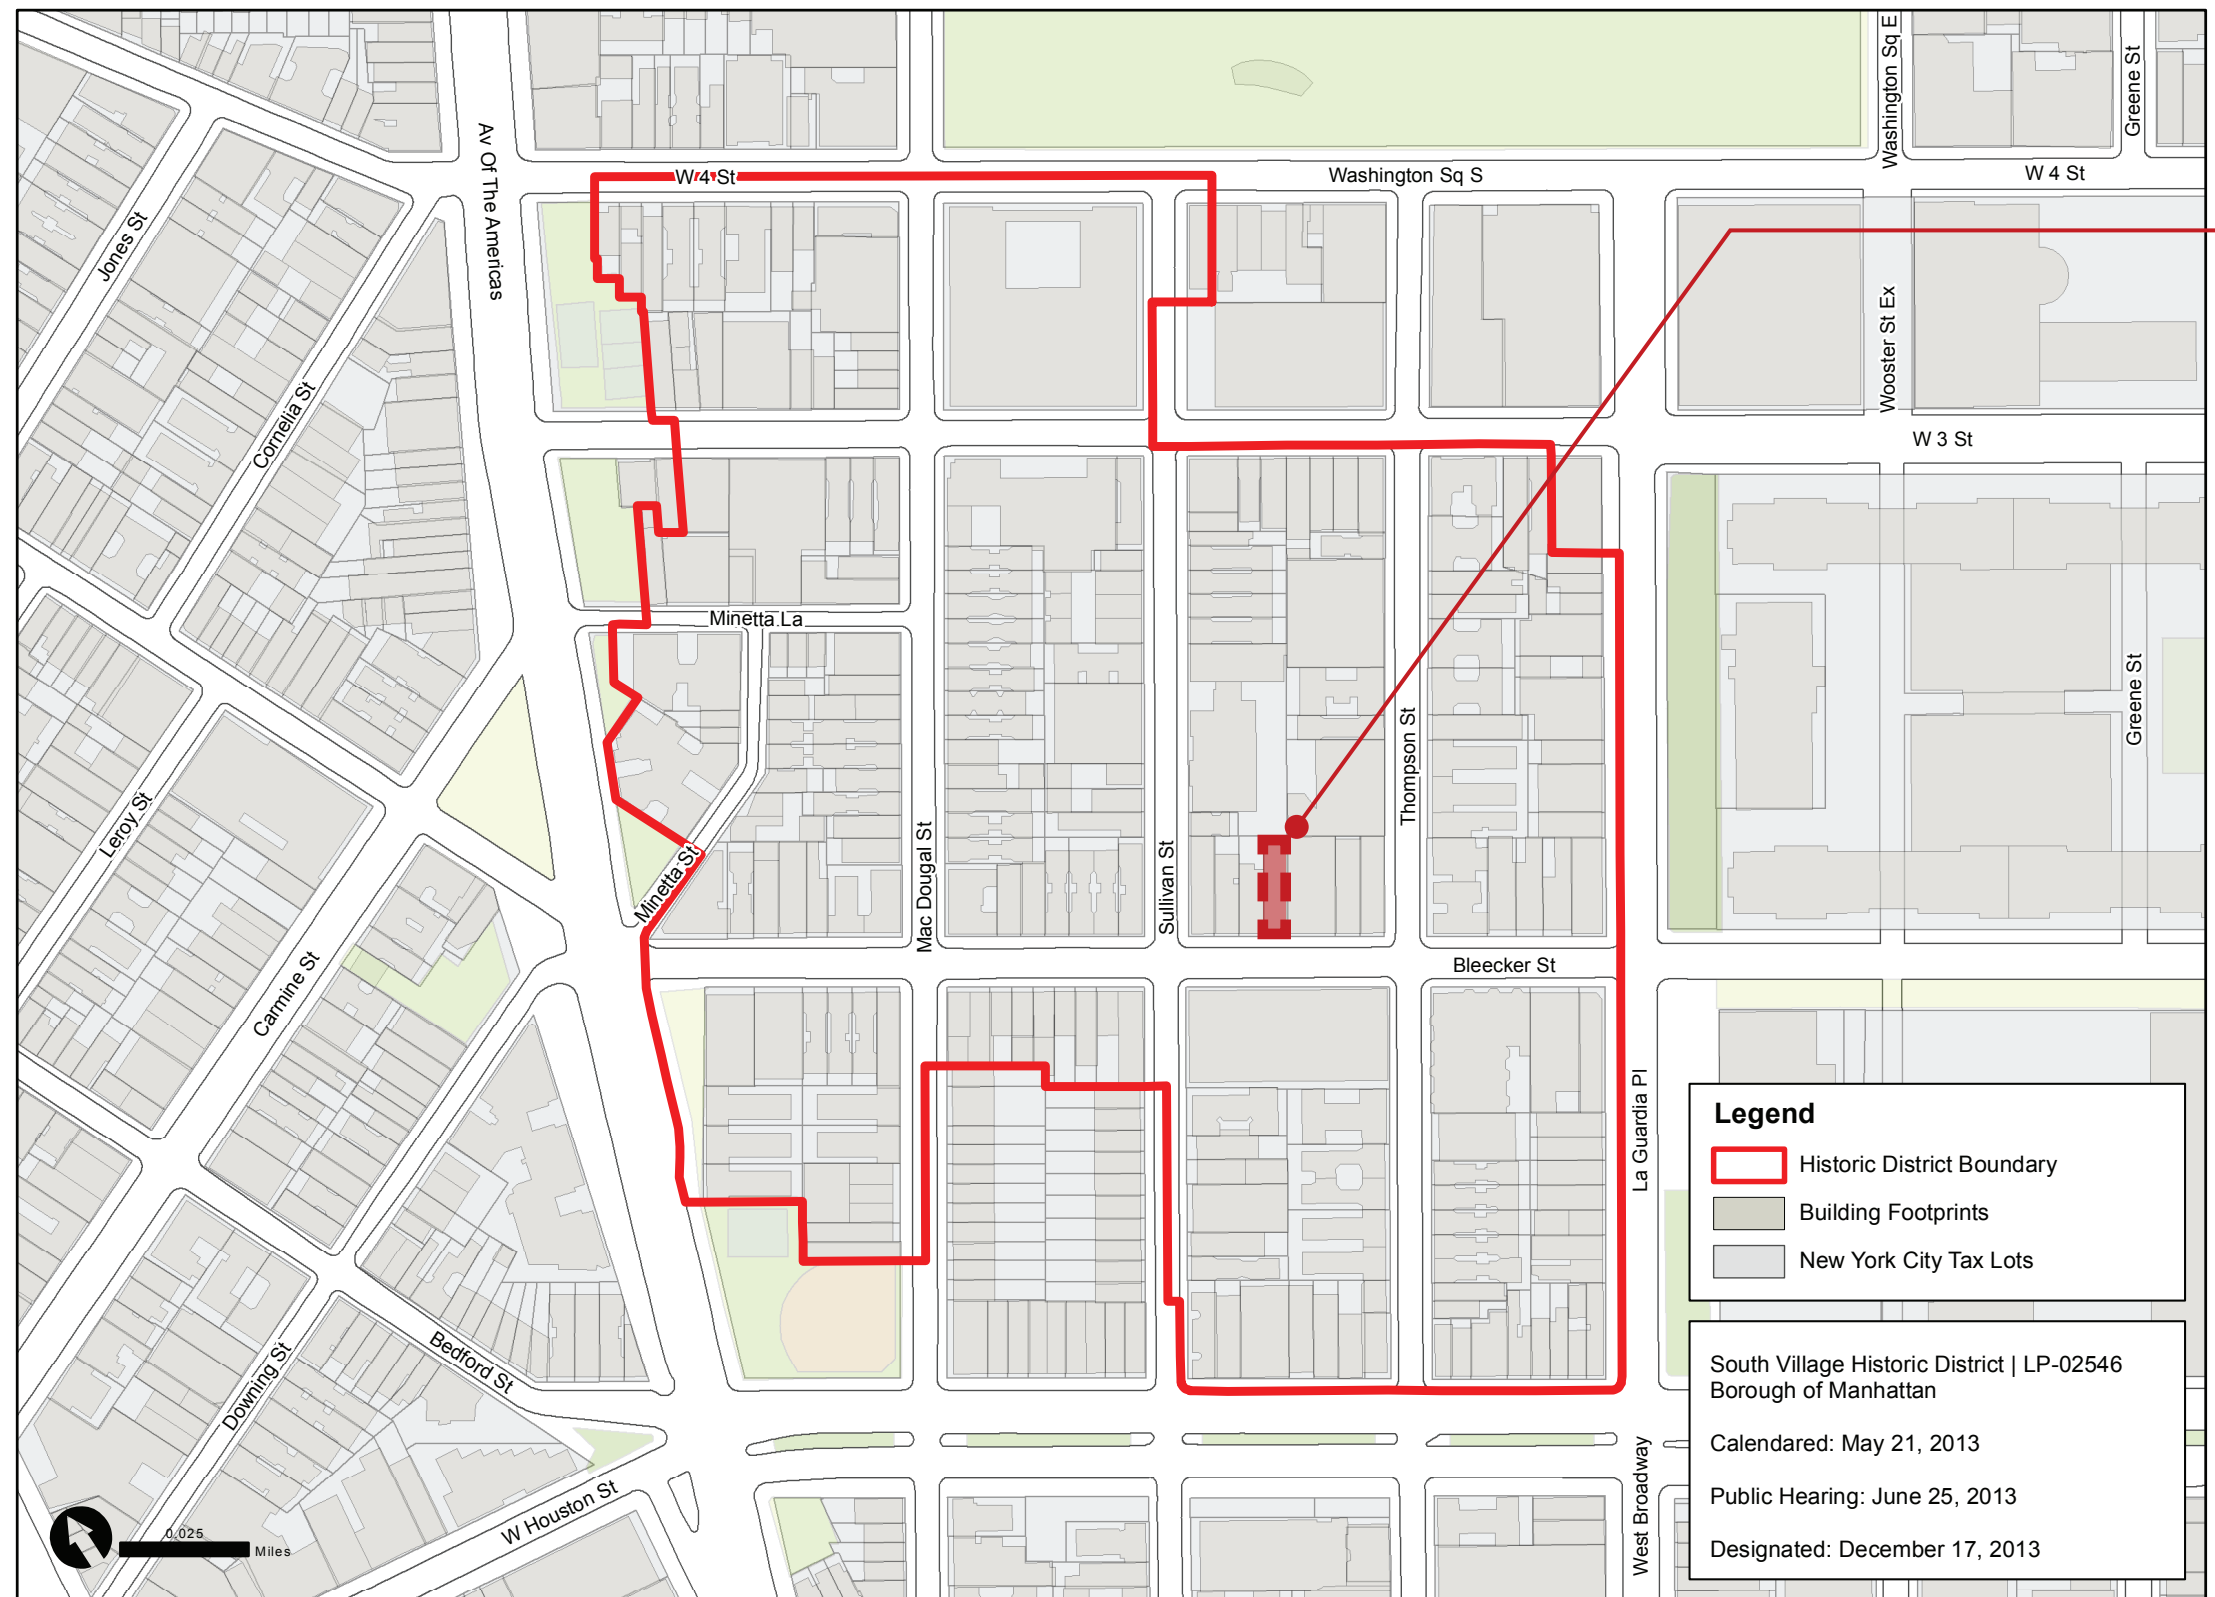 Washington Sq E
Greene St
Av Of The Americas
W 4 St
Washington Sq S
W 4 St
Jones St
Wooster St Ex
Cornelia St
W 3 St
Minetta La
Greene St
Thompson St
Leroy St
Minetta St
Mac Dougal St
Sullivan St
Bleecker St
Carmine St
La Guardia Pl
Legend
Historic District Boundary
Building Footprints
New York City Tax Lots
Bedford St
Downing St
South Village Historic District | LP-02546
Borough of Manhattan
Calendared: May 21, 2013
Public Hearing: June 25, 2013
Designated: December 17, 2013
W Houston St
West Broadway
0.025
Miles